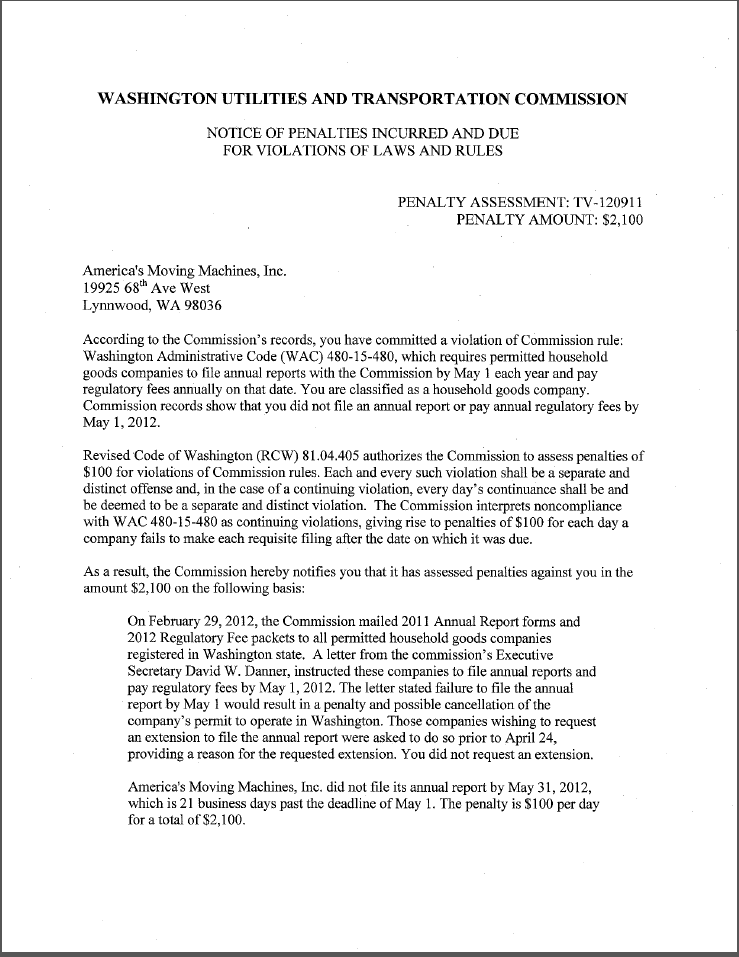 WASHINGTON UTILITIES AND TRANSPORTATION COMMISSION
NOTICE OF PENALTIES INCURRED AND DUE
FOR VIOLATIONS OF LAWS AND RULES
PENALTY ASSESSMENT: TV-120911
PENALTY AMOUNT: $2,100
America's Moving Machines, Inc.
19925 68th Ave West
Lynnwood, WA 98036
According to the Commission's records, you have committed a violation of Commission rule:
Washington Administrative Code (WAC) 480-15-480, which requires permitted household
goods companies to file annual reports with the Commission by May 1 each year and pay
regulatory fees annually on that date. You are classified as a household goods company.
Commission records show that you did not file an annual report or pay annual regulatory fees by
May 1, 2012.
Revised Code of Washington (RCW) 81.04.405 authorizes the Commission to assess penalties of
$100 for violations of Commission rules. Each and every such violation shall be a separate and
distinct offense and, in the case of a continuing violation, every day's continuance shall be and
be deemed to be a separate and distinct violation. The Commission interprets noncompliance
with WAC 480-15-480 as continuing violations, giving rise to penalties of $100 for each day a
company fails to make each requisite filing after the date on which it was due.
As a result, the Commission hereby notifies you that it has assessed penalties against you in the
amount $2,100 on the following basis:
On February 29, 2012, the Commission mailed 2011 Annual Report forms and
2012 Regulatory Fee packets to all permitted household goods companies
registered in Washington state. A letter from the commission's Executive
Secretary David W. Danner, instructed these companies to file annual reports and
pay regulatory fees by May 1, 2012. The letter stated failure to file the annual
report by May 1 would result in a penalty and possible cancellation of the
company's permit to operate in Washington. Those companies wishing to request
an extension to file the annual report were asked to do so prior to April 24,
providing a reason for the requested extension. You did not request an extension.
America's Moving Machines, Inc. did not file its annual report by May 31, 2012,
which is 21 business days past the deadline of May 1. The penalty is $100 per day
for a total of $2,100.